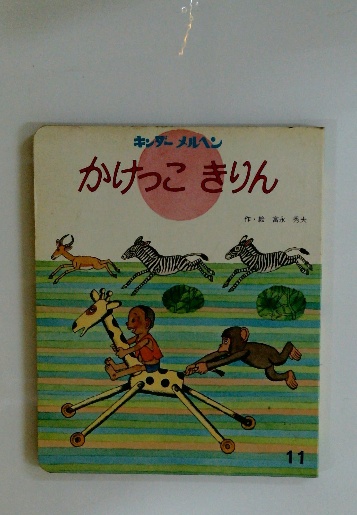 キンダー メルヘン
かけっこ きりん
作・絵 富永 秀夫
11